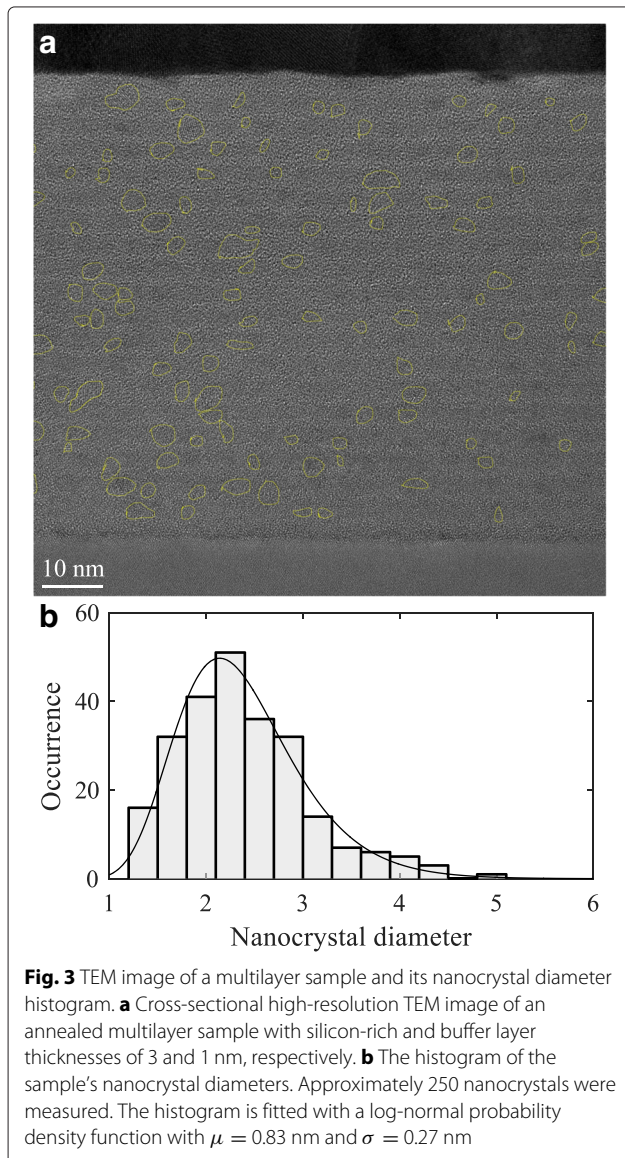 a
10 nm
b
60
40
20
0
Occurrence
1 2 3 4 5 6
Nanocrystal diameter
Fig. 3 TEM image of a multilayer sample and its nanocrystal diameter
histogram. a Cross-sectional high-resolution TEM image of an
annealed multilayer sample with silicon-rich and buffer layer
thicknesses of 3 and 1 nm, respectively. b The histogram of the
sample's nanocrystal diameters. Approximately 250 nanocrystals were
measured. The histogram is fitted with a log-normal probability
density function with μ = 0.83 nm and σ = 0.27 nm